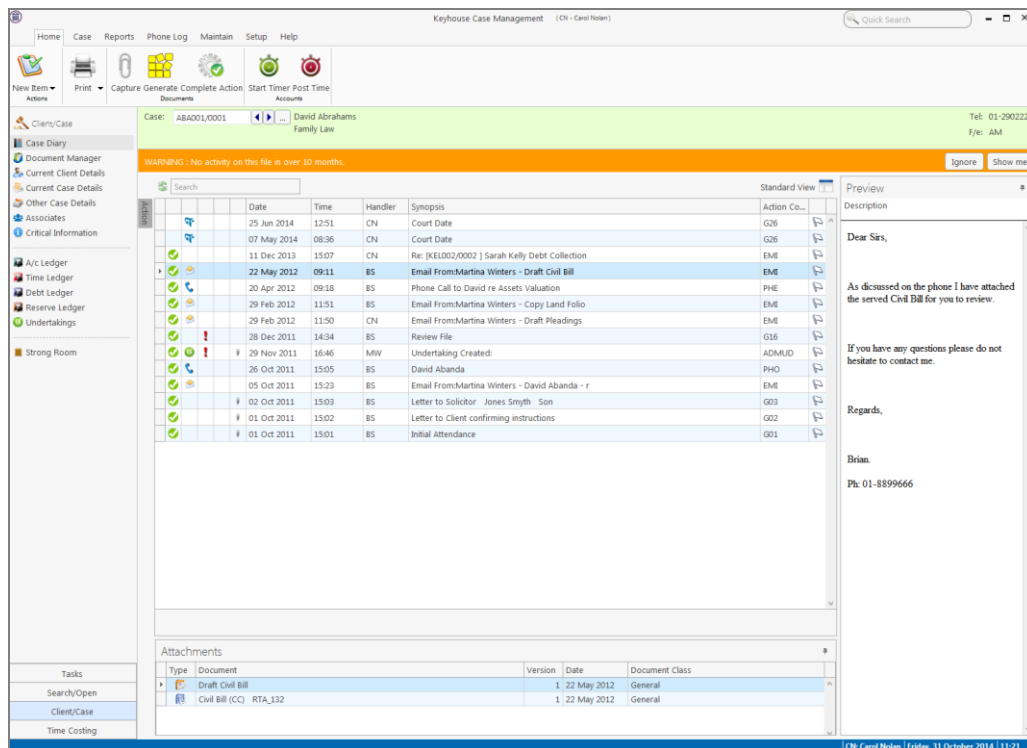 Keyhouse Case Management (CN - Carol Nolan)
Quick Search
Home Case Reports Phone Log Maintain Setup Help
New Item Print Capture Generate Complete Action Start Timer Post Time
Actions Documents Accounts
Client/Case
Case Diary
Document Manager
Current Client Details
Current Case Details
Other Case Details
Associates
Critical Information
A/c Ledger
Time Ledger
Debt Ledger
Reserve Ledger
Undertakings
Strong Room
Tasks
Search/Open
Client/Case
Time Costing
Case: ABA001/0001 ... David Abrahams Tel: 01-290222
Family Law F/e: AM
WARNING : No activity on this file in over 10 months. Ignore Show me
Search Standard View
Action
Date Time Handler Synopsis Action Co...
25 Jun 2014 12:51 CN Court Date G26
07 May 2014 08:36 CN Court Date G26
11 Dec 2013 15:07 CN Re: [KEL002/0002 ] Sarah Kelly Debt Collection EMI
22 May 2012 09:11 BS Email From:Martina Winters - Draft Civil Bill EMI
20 Apr 2012 09:18 BS Phone Call to David re Assets Valuation PHE
29 Feb 2012 11:51 BS Email From:Martina Winters - Copy Land Folio EMI
29 Feb 2012 11:50 CN Email From:Martina Winters - Draft Pleadings EMI
28 Dec 2011 14:34 BS Review File G16
29 Nov 2011 16:46 MW Undertaking Created: ADMUD
26 Oct 2011 15:05 BS David Abanda PHO
05 Oct 2011 15:23 BS Email From:Martina Winters - David Abanda - r EMI
02 Oct 2011 15:03 BS Letter to Solicitor Jones Smyth Son G03
01 Oct 2011 15:02 BS Letter to Client confirming instructions G02
01 Oct 2011 15:01 BS Initial Attendance G01
Preview
Description
Dear Sirs,
As dicsussed on the phone I have attached
the served Civil Bill for you to review.
If you have any questions please do not
hesitate to contact me.
Regards,
Brian.
Ph: 01-8899666
Attachments
Type Document Version Date Document Class
Draft Civil Bill 1 22 May 2012 General
Civil Bill (CC) RTA_132 1 22 May 2012 General
CN: Carol Nolan Friday, 31 October 2014 11:21